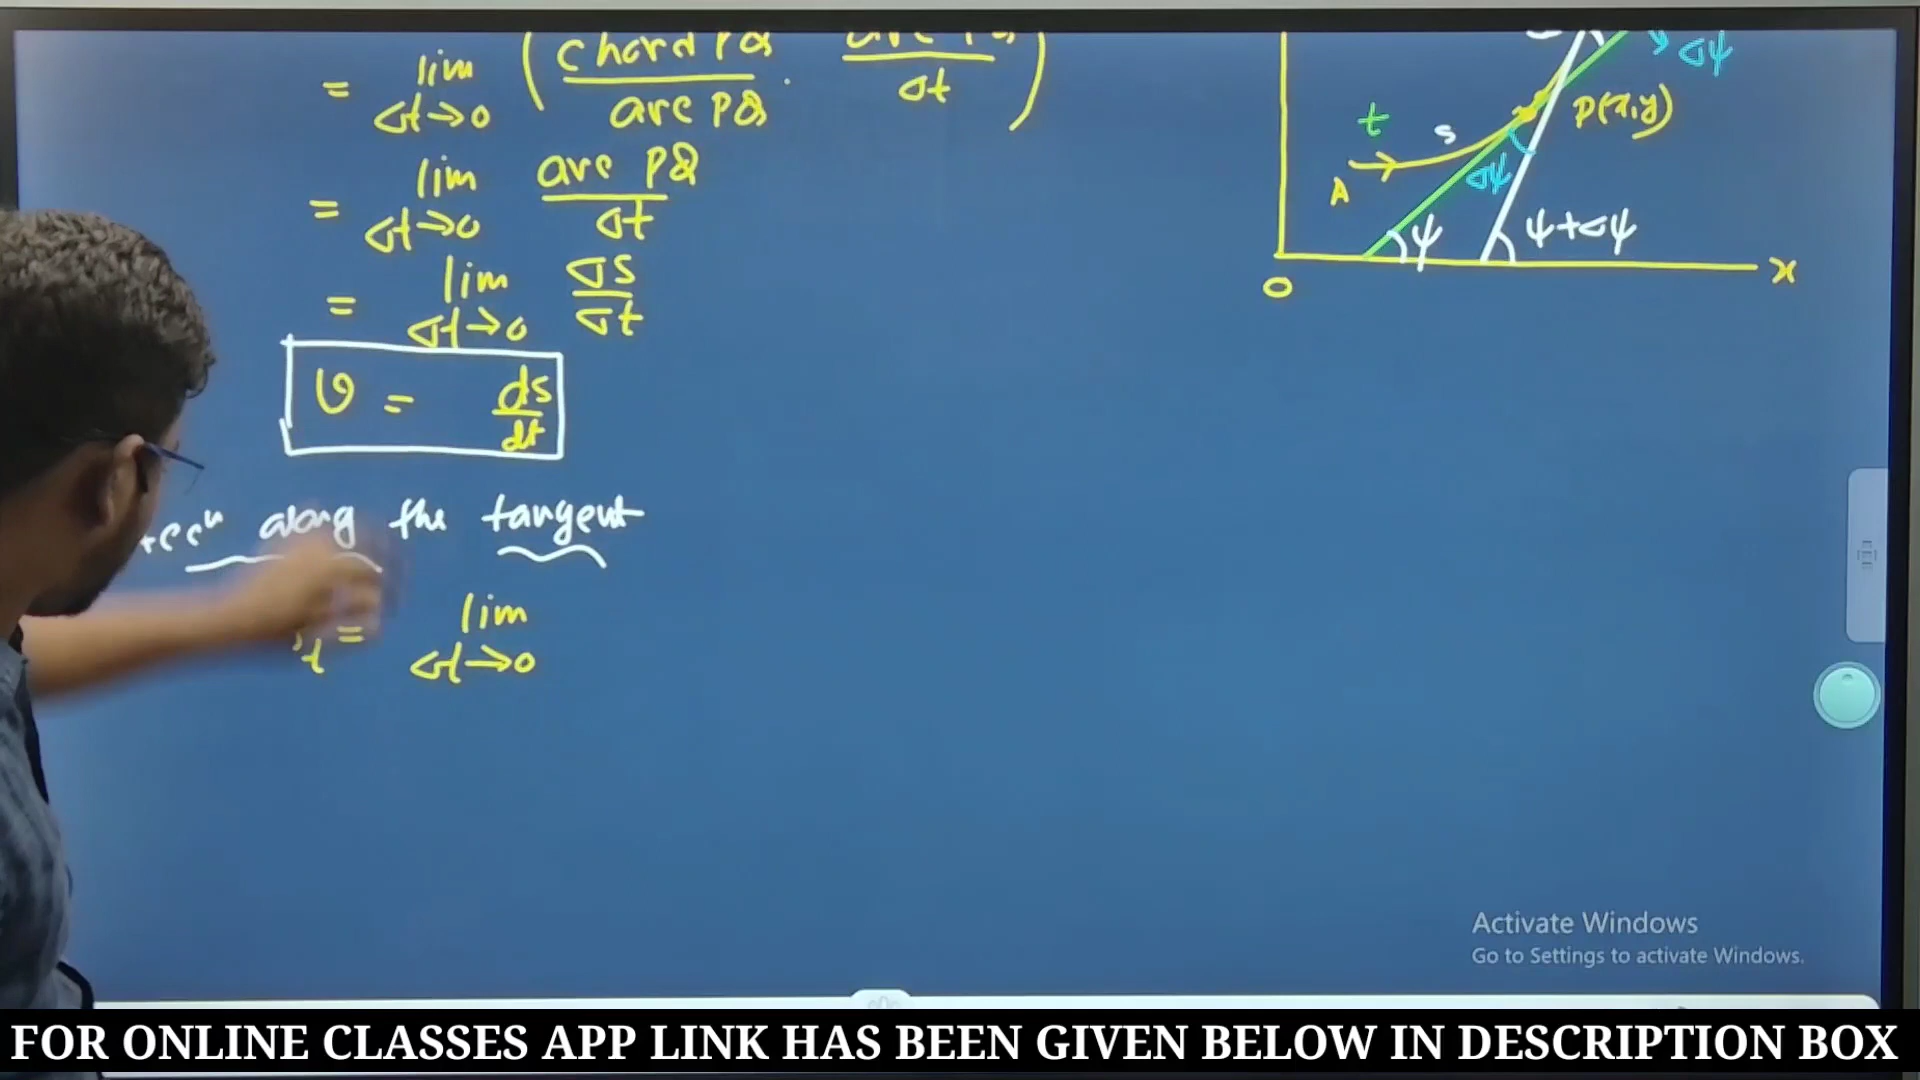 = lim Δt→0 ( chord PQ / arc PQ · arc PQ / Δt )
= lim Δt→0 arc PQ / Δt
= lim Δt→0 Δs / Δt
v = ds / dt
along the tangent
t = lim Δt→0
Δψ
P(x,y)
t
s
A
Δψ
ψ
ψ+Δψ
O
x
Activate Windows
Go to Settings to activate Windows.
FOR ONLINE CLASSES APP LINK HAS BEEN GIVEN BELOW IN DESCRIPTION BOX